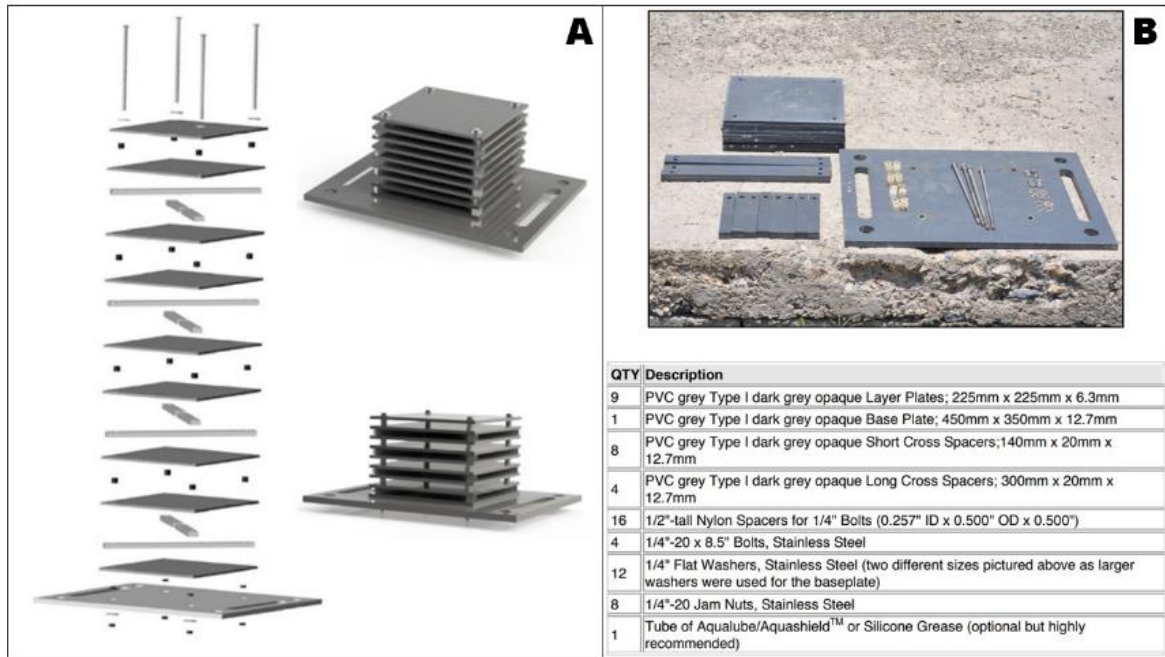 A
B
QTY Description
9 PVC grey Type I dark grey opaque Layer Plates; 225mm x 225mm x 6.3mm
1 PVC grey Type I dark grey opaque Base Plate; 450mm x 350mm x 12.7mm
8 PVC grey Type I dark grey opaque Short Cross Spacers;140mm x 20mm x
12.7mm
4 PVC grey Type I dark grey opaque Long Cross Spacers; 300mm x 20mm x
12.7mm
16 1/2"-tall Nylon Spacers for 1/4" Bolts (0.257" ID x 0.500" OD x 0.500")
4 1/4"-20 x 8.5" Bolts, Stainless Steel
12 1/4" Flat Washers, Stainless Steel (two different sizes pictured above as larger
washers were used for the baseplate)
8 1/4"-20 Jam Nuts, Stainless Steel
1 Tube of Aqualube/Aquashield™ or Silicone Grease (optional but highly
recommended)